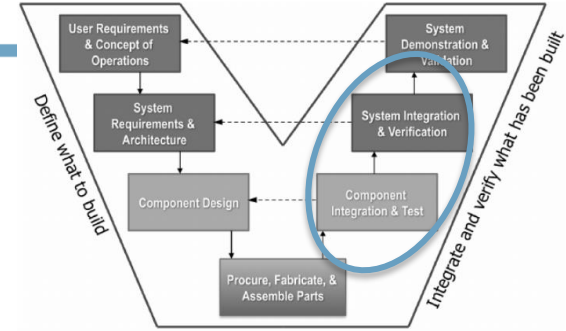 User Requirements
& Concept of
Operations
System
Demonstration &
Validation
System
Requirements &
Architecture
System Integration
& Verification
Component Design
Component
Integration & Test
Procure, Fabricate, &
Assemble Parts
Define what to build
Integrate and verify what has been built